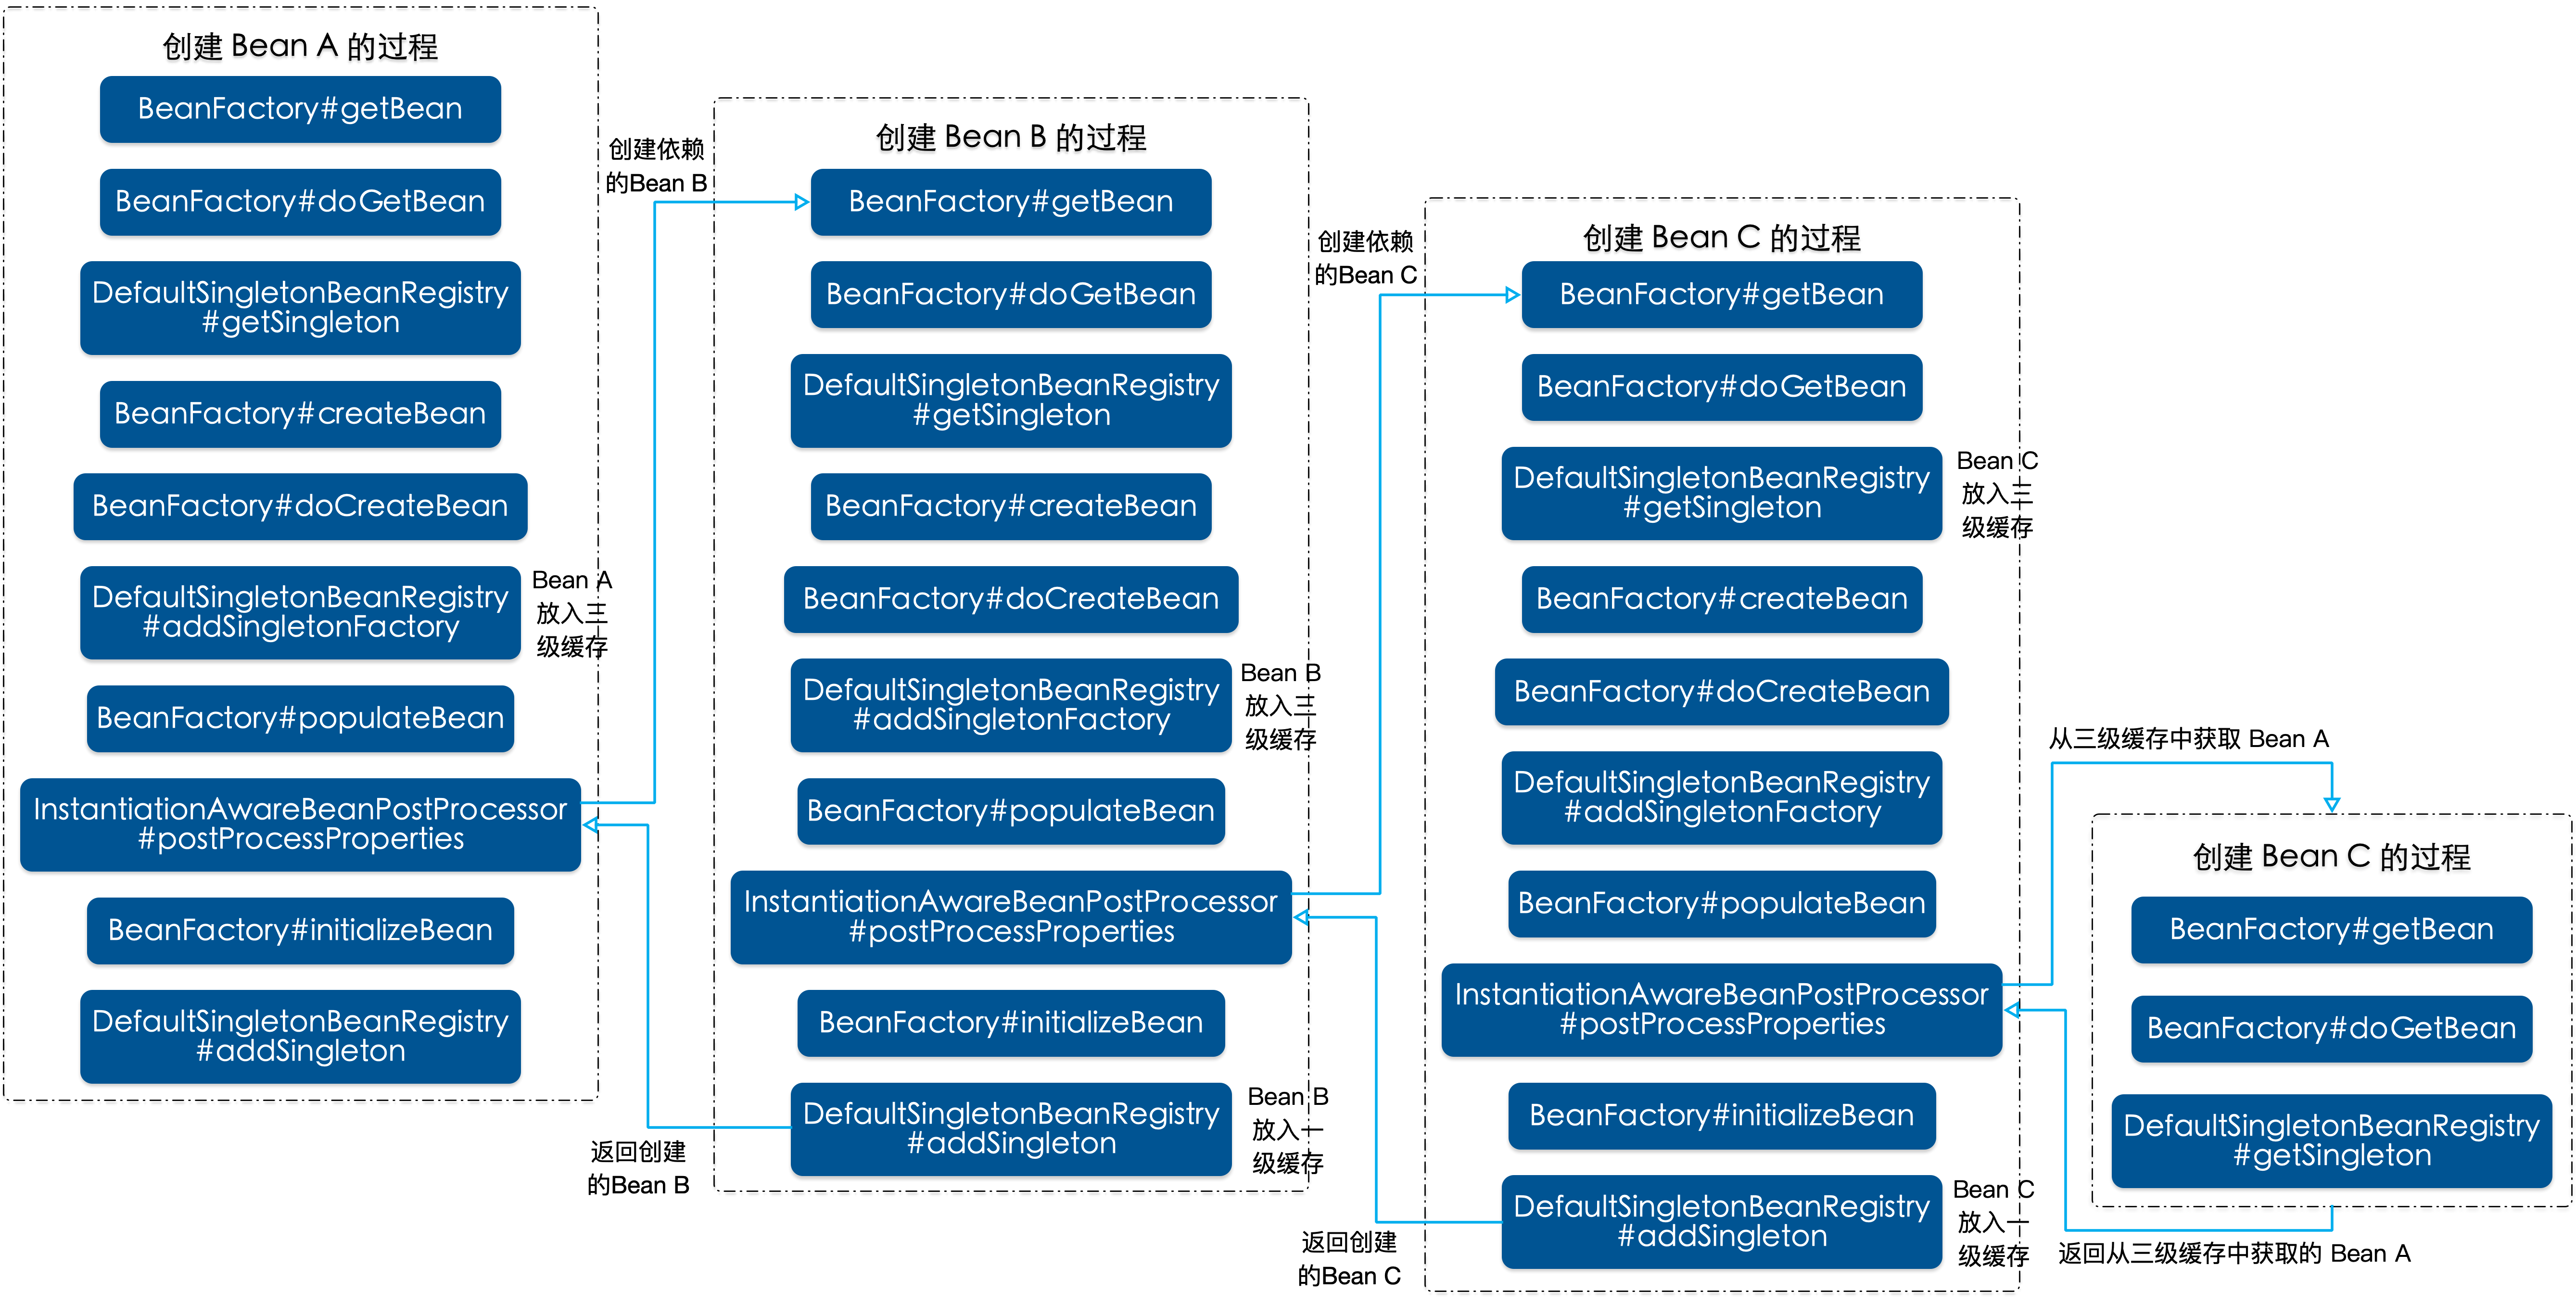 创建 Bean A 的过程
BeanFactory#getBean
BeanFactory#doGetBean
DefaultSingletonBeanRegistry
#getSingleton
BeanFactory#createBean
BeanFactory#doCreateBean
DefaultSingletonBeanRegistry
#addSingletonFactory
Bean A
放入三
级缓存
BeanFactory#populateBean
InstantiationAwareBeanPostProcessor
#postProcessProperties
BeanFactory#initializeBean
DefaultSingletonBeanRegistry
#addSingleton
创建依赖
的Bean B
返回创建
的Bean B
创建 Bean B 的过程
BeanFactory#getBean
BeanFactory#doGetBean
DefaultSingletonBeanRegistry
#getSingleton
BeanFactory#createBean
BeanFactory#doCreateBean
DefaultSingletonBeanRegistry
#addSingletonFactory
Bean B
放入三
级缓存
BeanFactory#populateBean
InstantiationAwareBeanPostProcessor
#postProcessProperties
BeanFactory#initializeBean
DefaultSingletonBeanRegistry
#addSingleton
Bean B
放入一
级缓存
创建依赖
的Bean C
返回创建
的Bean C
创建 Bean C 的过程
BeanFactory#getBean
BeanFactory#doGetBean
DefaultSingletonBeanRegistry
#getSingleton
Bean C
放入三
级缓存
BeanFactory#createBean
BeanFactory#doCreateBean
DefaultSingletonBeanRegistry
#addSingletonFactory
BeanFactory#populateBean
InstantiationAwareBeanPostProcessor
#postProcessProperties
BeanFactory#initializeBean
DefaultSingletonBeanRegistry
#addSingleton
Bean C
放入一
级缓存
从三级缓存中获取 Bean A
创建 Bean C 的过程
BeanFactory#getBean
BeanFactory#doGetBean
DefaultSingletonBeanRegistry
#getSingleton
返回从三级缓存中获取的 Bean A